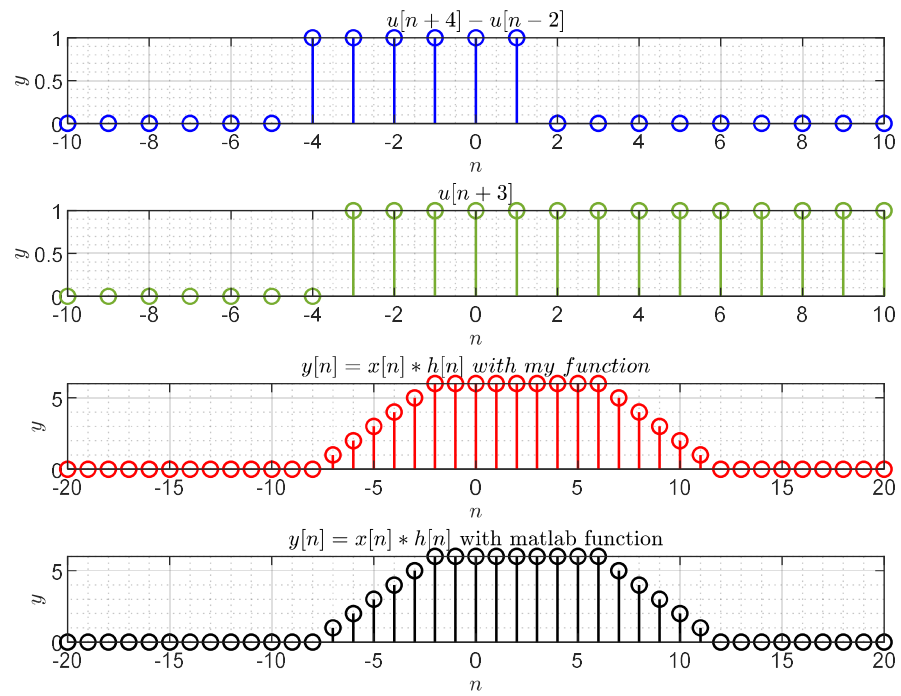 u[n + 4] − u[n − 2]
1
0.5
0
y
-10 -8 -6 -4 -2 0 2 4 6 8 10
n
u[n + 3]
1
0.5
0
y
-10 -8 -6 -4 -2 0 2 4 6 8 10
n
y[n] = x[n] ∗ h[n] with my function
5
0
y
-20 -15 -10 -5 0 5 10 15 20
n
y[n] = x[n] ∗ h[n] with matlab function
5
0
y
-20 -15 -10 -5 0 5 10 15 20
n